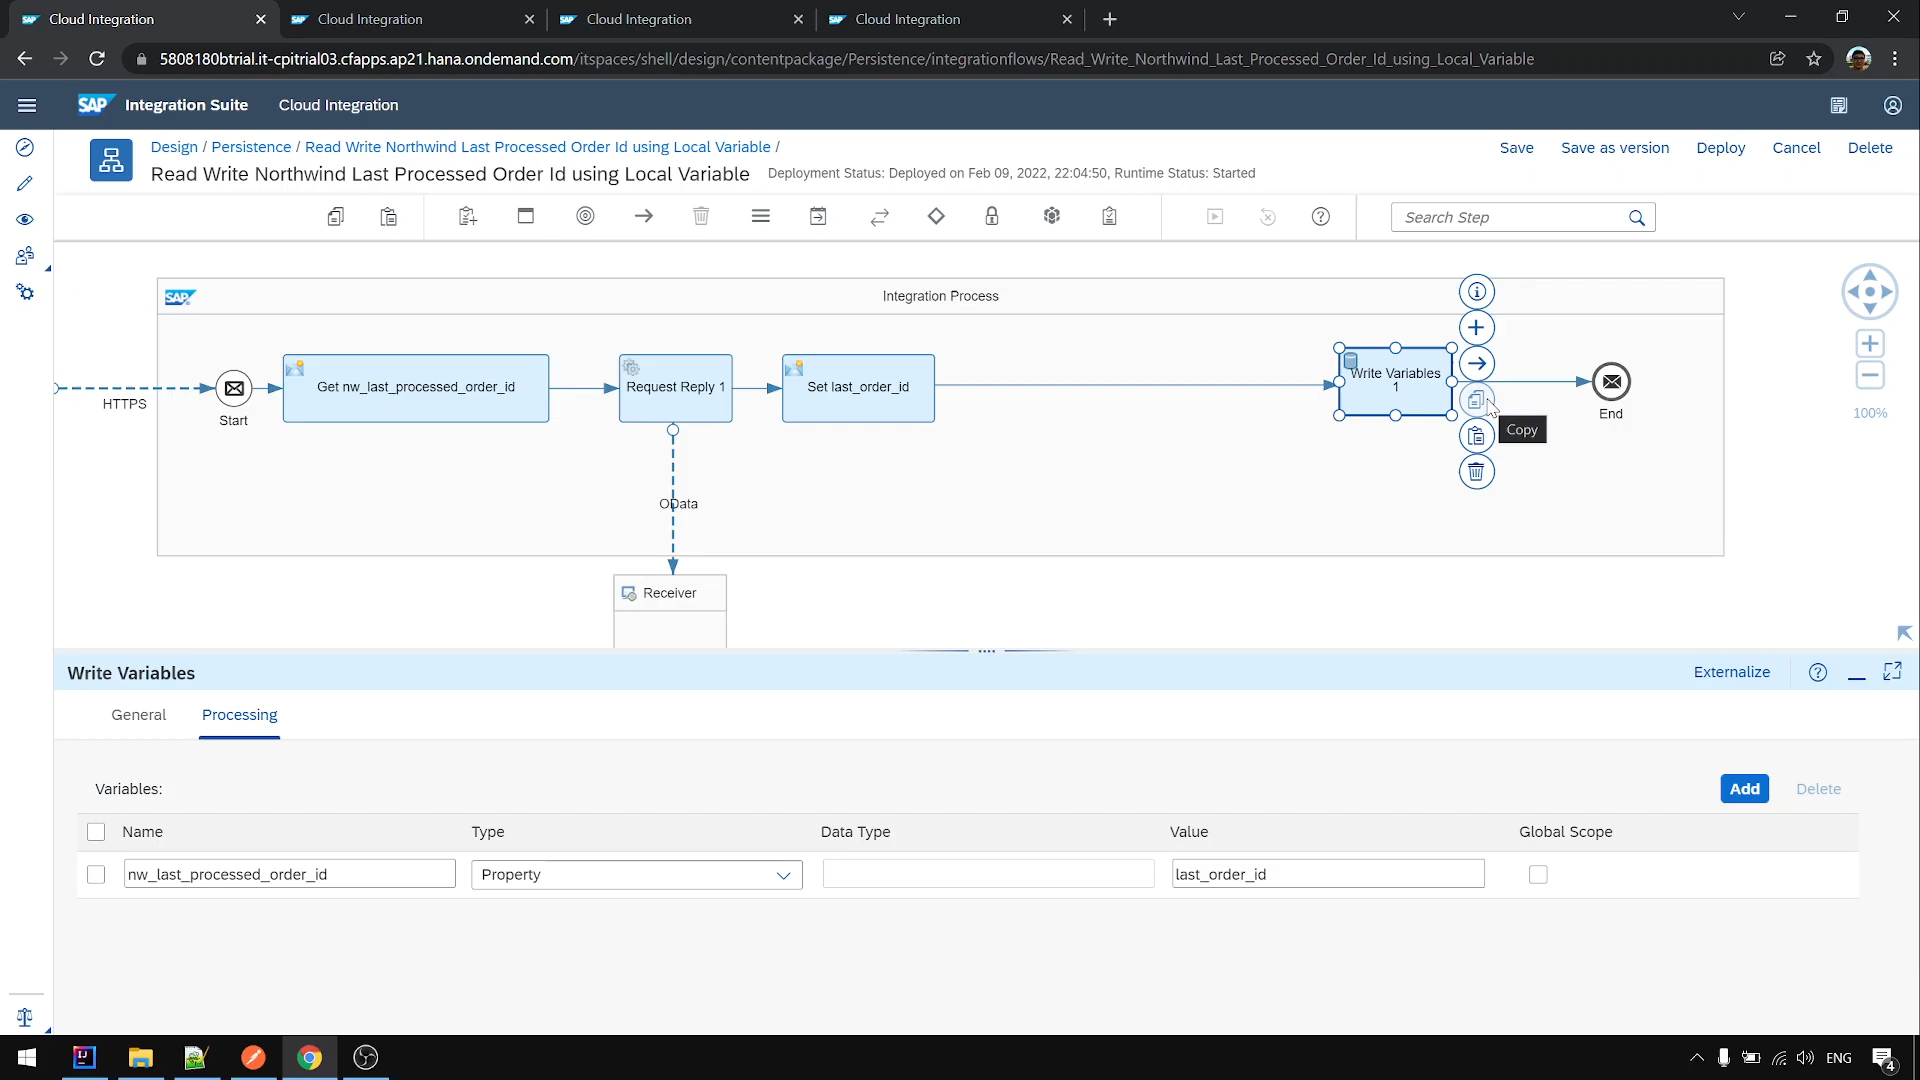 Cloud Integration
Cloud Integration
Cloud Integration
Cloud Integration
5808180btrial.it-cpitrial03.cfapps.ap21.hana.ondemand.com/itspaces/shell/design/contentpackage/Persistence/integrationflows/Read_Write_Northwind_Last_Processed_Order_Id_using_Local_Variable
SAP Integration Suite Cloud Integration
Design / Persistence / Read Write Northwind Last Processed Order Id using Local Variable /
Save Save as version Deploy Cancel Delete
Read Write Northwind Last Processed Order Id using Local Variable
Deployment Status: Deployed on Feb 09, 2022, 22:04:50, Runtime Status: Started
Search Step
SAP
Integration Process
HTTPS
Start
Get nw_last_processed_order_id
Request Reply 1
Set last_order_id
Write Variables
1
End
Copy
100%
OData
Receiver
Write Variables
Externalize
General
Processing
Variables:
Add
Delete
Name Type Data Type Value Global Scope
nw_last_processed_order_id Property last_order_id
ENG
4